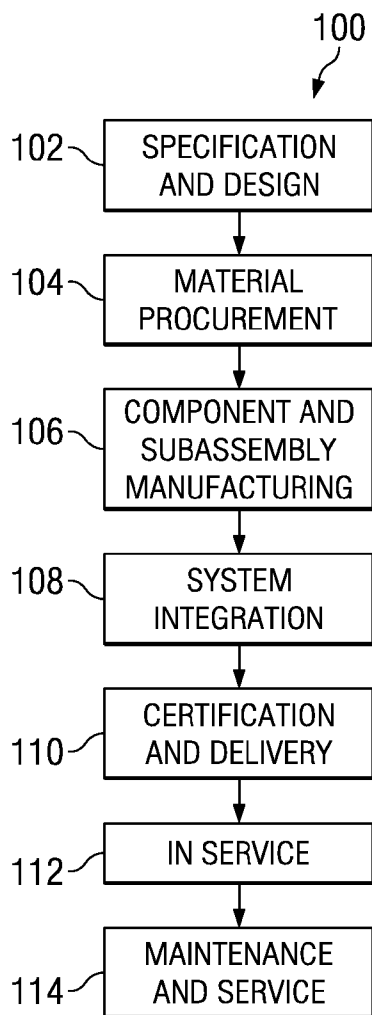 100
102
SPECIFICATION
AND DESIGN
104
MATERIAL
PROCUREMENT
106
COMPONENT AND
SUBASSEMBLY
MANUFACTURING
108
SYSTEM
INTEGRATION
110
CERTIFICATION
AND DELIVERY
112
IN SERVICE
114
MAINTENANCE
AND SERVICE